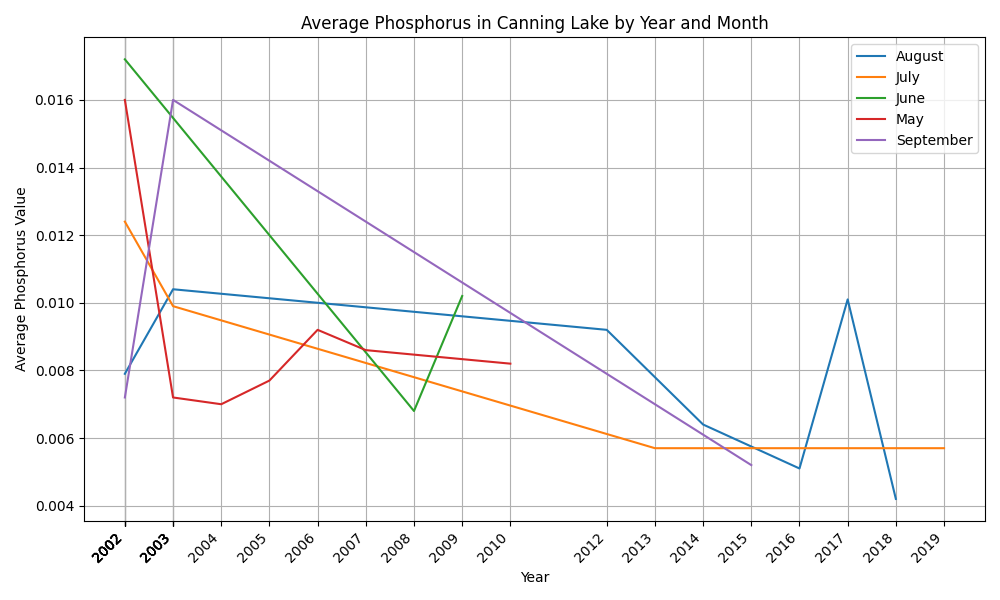 Average Phosphorus in Canning Lake by Year and Month
August
July
June
May
September
Average Phosphorus Value
0.016
0.014
0.012
0.010
0.008
0.006
0.004
2002 2003 2004 2005 2006 2007 2008 2009 2010 2012 2013 2014 2015 2016 2017 2018 2019
Year